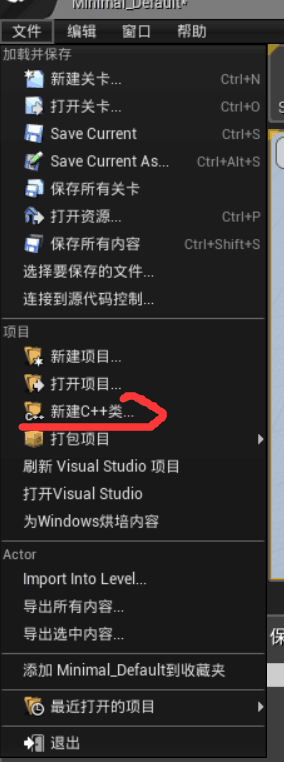 Minimal_Default*
文件 编辑 窗口 帮助
加载并保存
新建关卡... Ctrl+N
打开关卡... Ctrl+O
Save Current Ctrl+S
Save Current As... Ctrl+Alt+S
保存所有关卡
打开资源... Ctrl+P
保存所有内容 Ctrl+Shift+S
选择要保存的文件...
连接到源代码控制...
项目
新建项目...
打开项目...
新建C++类...
打包项目
刷新 Visual Studio 项目
打开Visual Studio
为Windows烘培内容
Actor
Import Into Level...
导出所有内容...
导出选中内容...
添加 Minimal_Default到收藏夹
最近打开的项目
退出